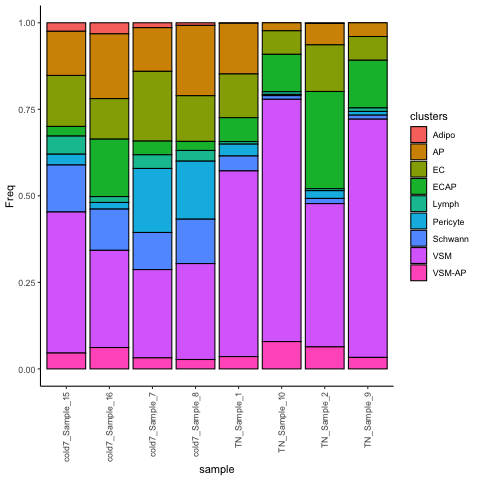 1.00
0.75
0.50
0.25
0.00
Freq
cold7_Sample_15
cold7_Sample_16
cold7_Sample_7
cold7_Sample_8
TN_Sample_1
TN_Sample_10
TN_Sample_2
TN_Sample_9
sample
clusters
Adipo
AP
EC
ECAP
Lymph
Pericyte
Schwann
VSM
VSM-AP